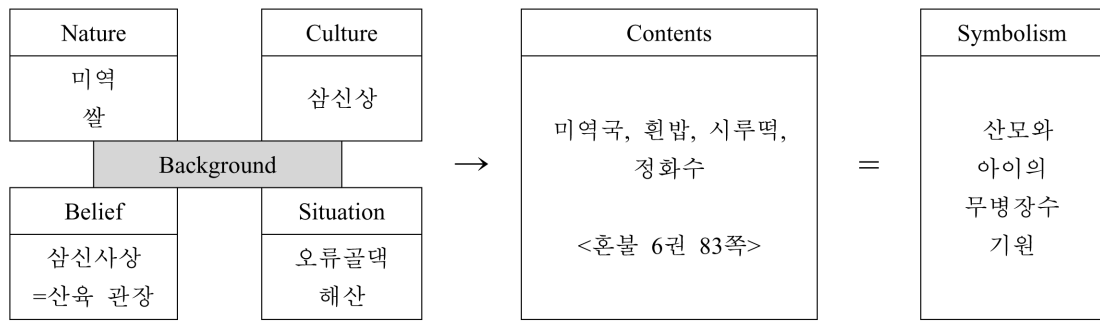 Nature
미역
쌀
Culture
삼신상
Background
Belief
삼신사상
=산육 관장
Situation
오류골댁
해산
→
Contents
미역국, 흰밥, 시루떡,
정화수
<혼불 6권 83쪽>
=
Symbolism
산모와
아이의
무병장수
기원